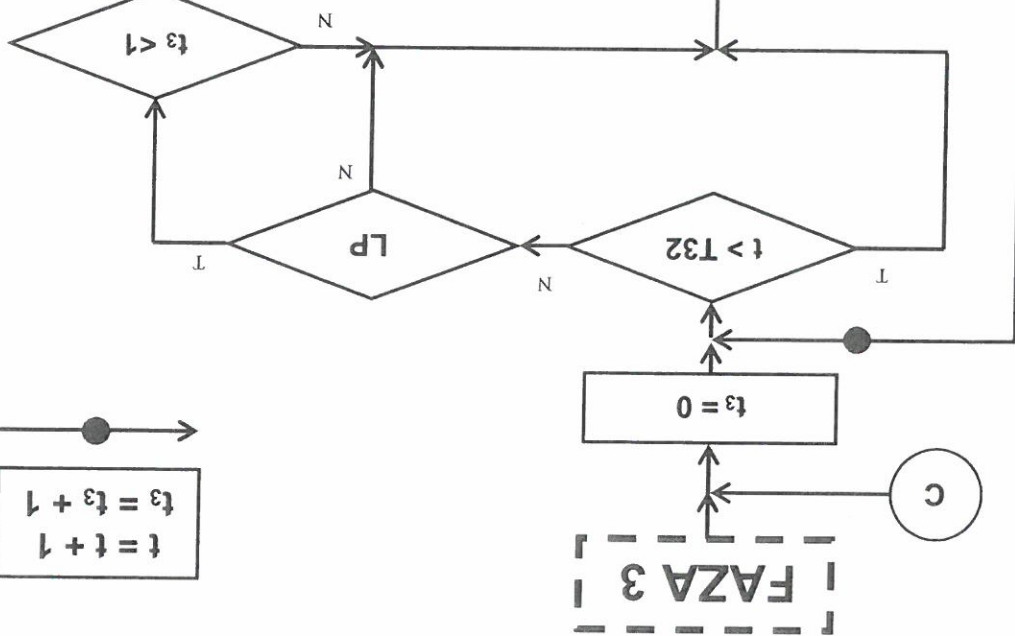 FAZA 3
t = t + 1
t₃ = t₃ + 1
C
t₃ = 0
T
t > T32
N
LP
T
N
N
t₃ < 1